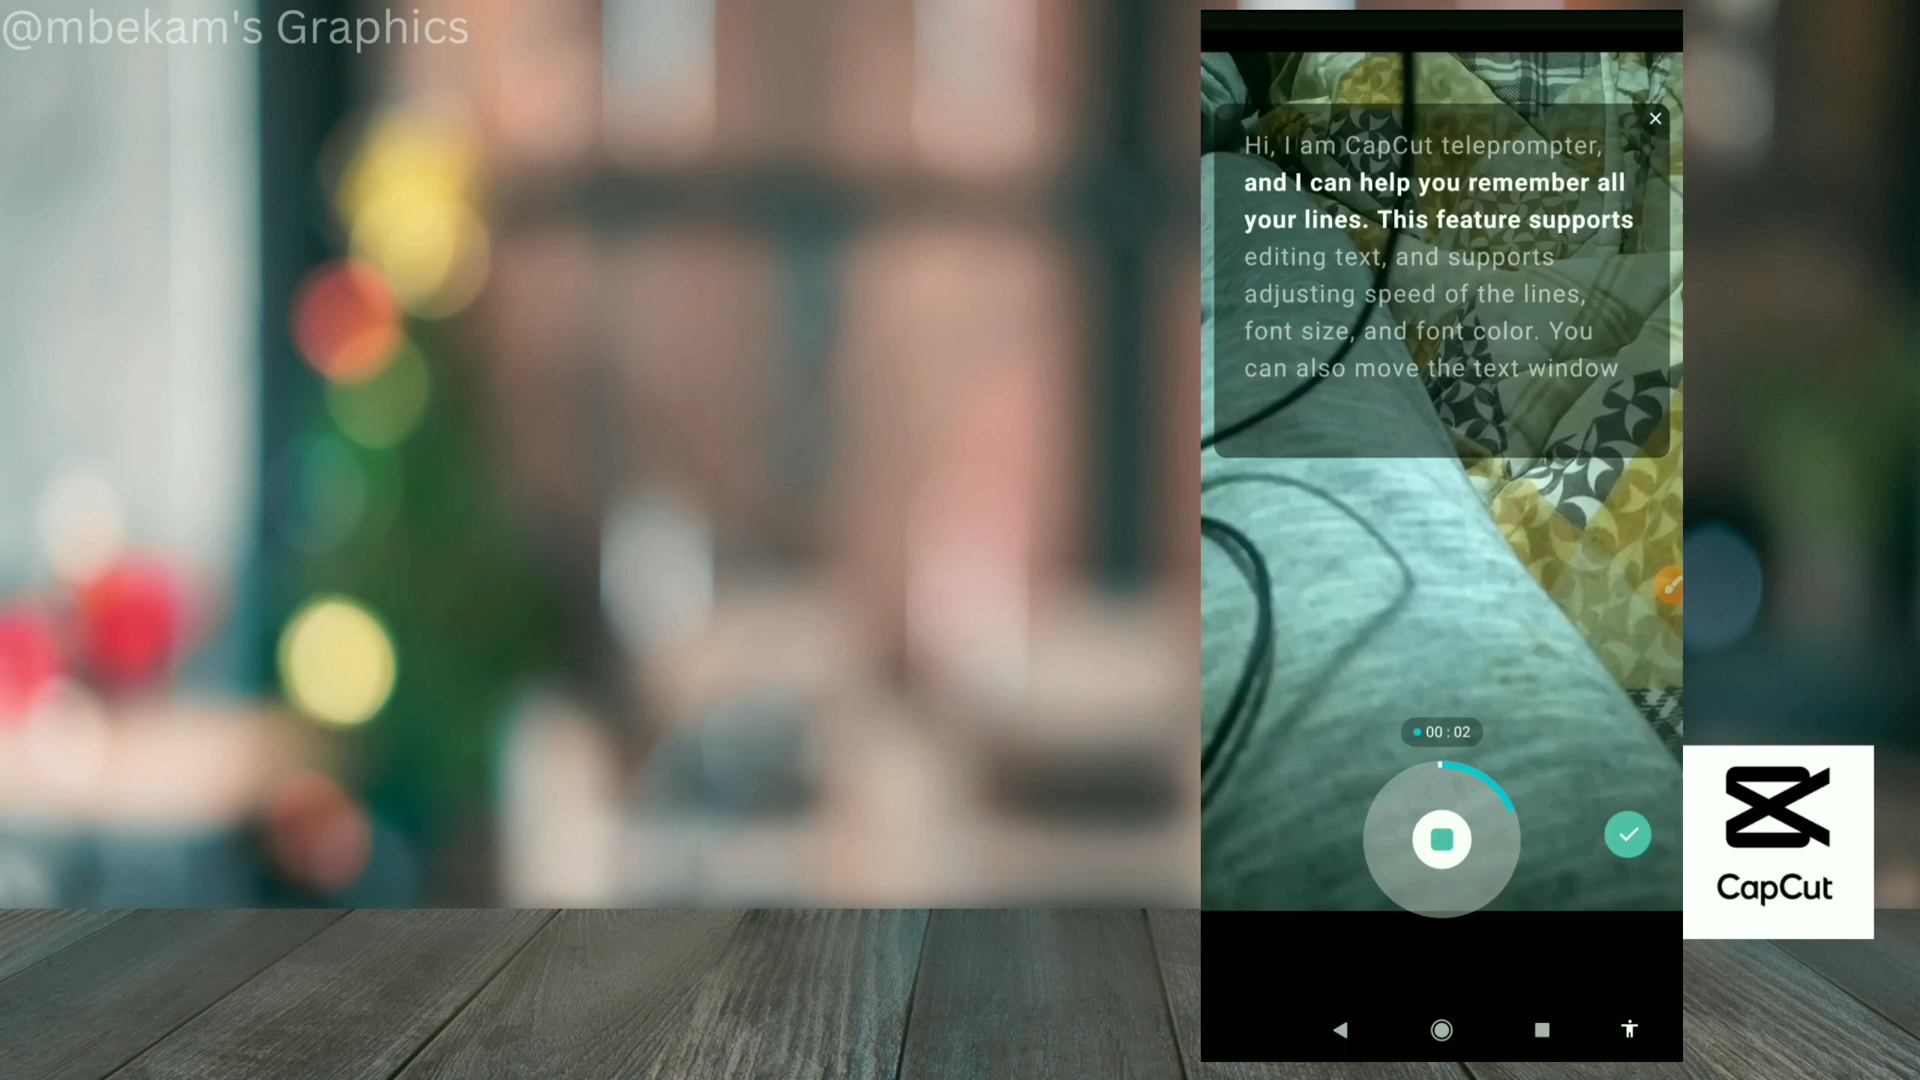 @mbekam's Graphics
Hi, I am CapCut teleprompter,
and I can help you remember all
your lines. This feature supports
editing text, and supports
adjusting speed of the lines,
font size, and font color. You
can also move the text window
00 : 02
CapCut